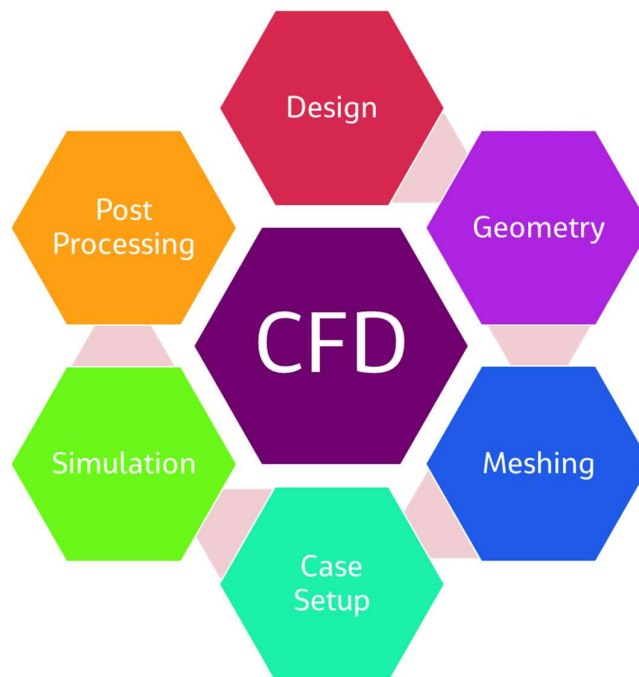 Design
Geometry
Meshing
Case
Setup
Simulation
Post
Processing
CFD